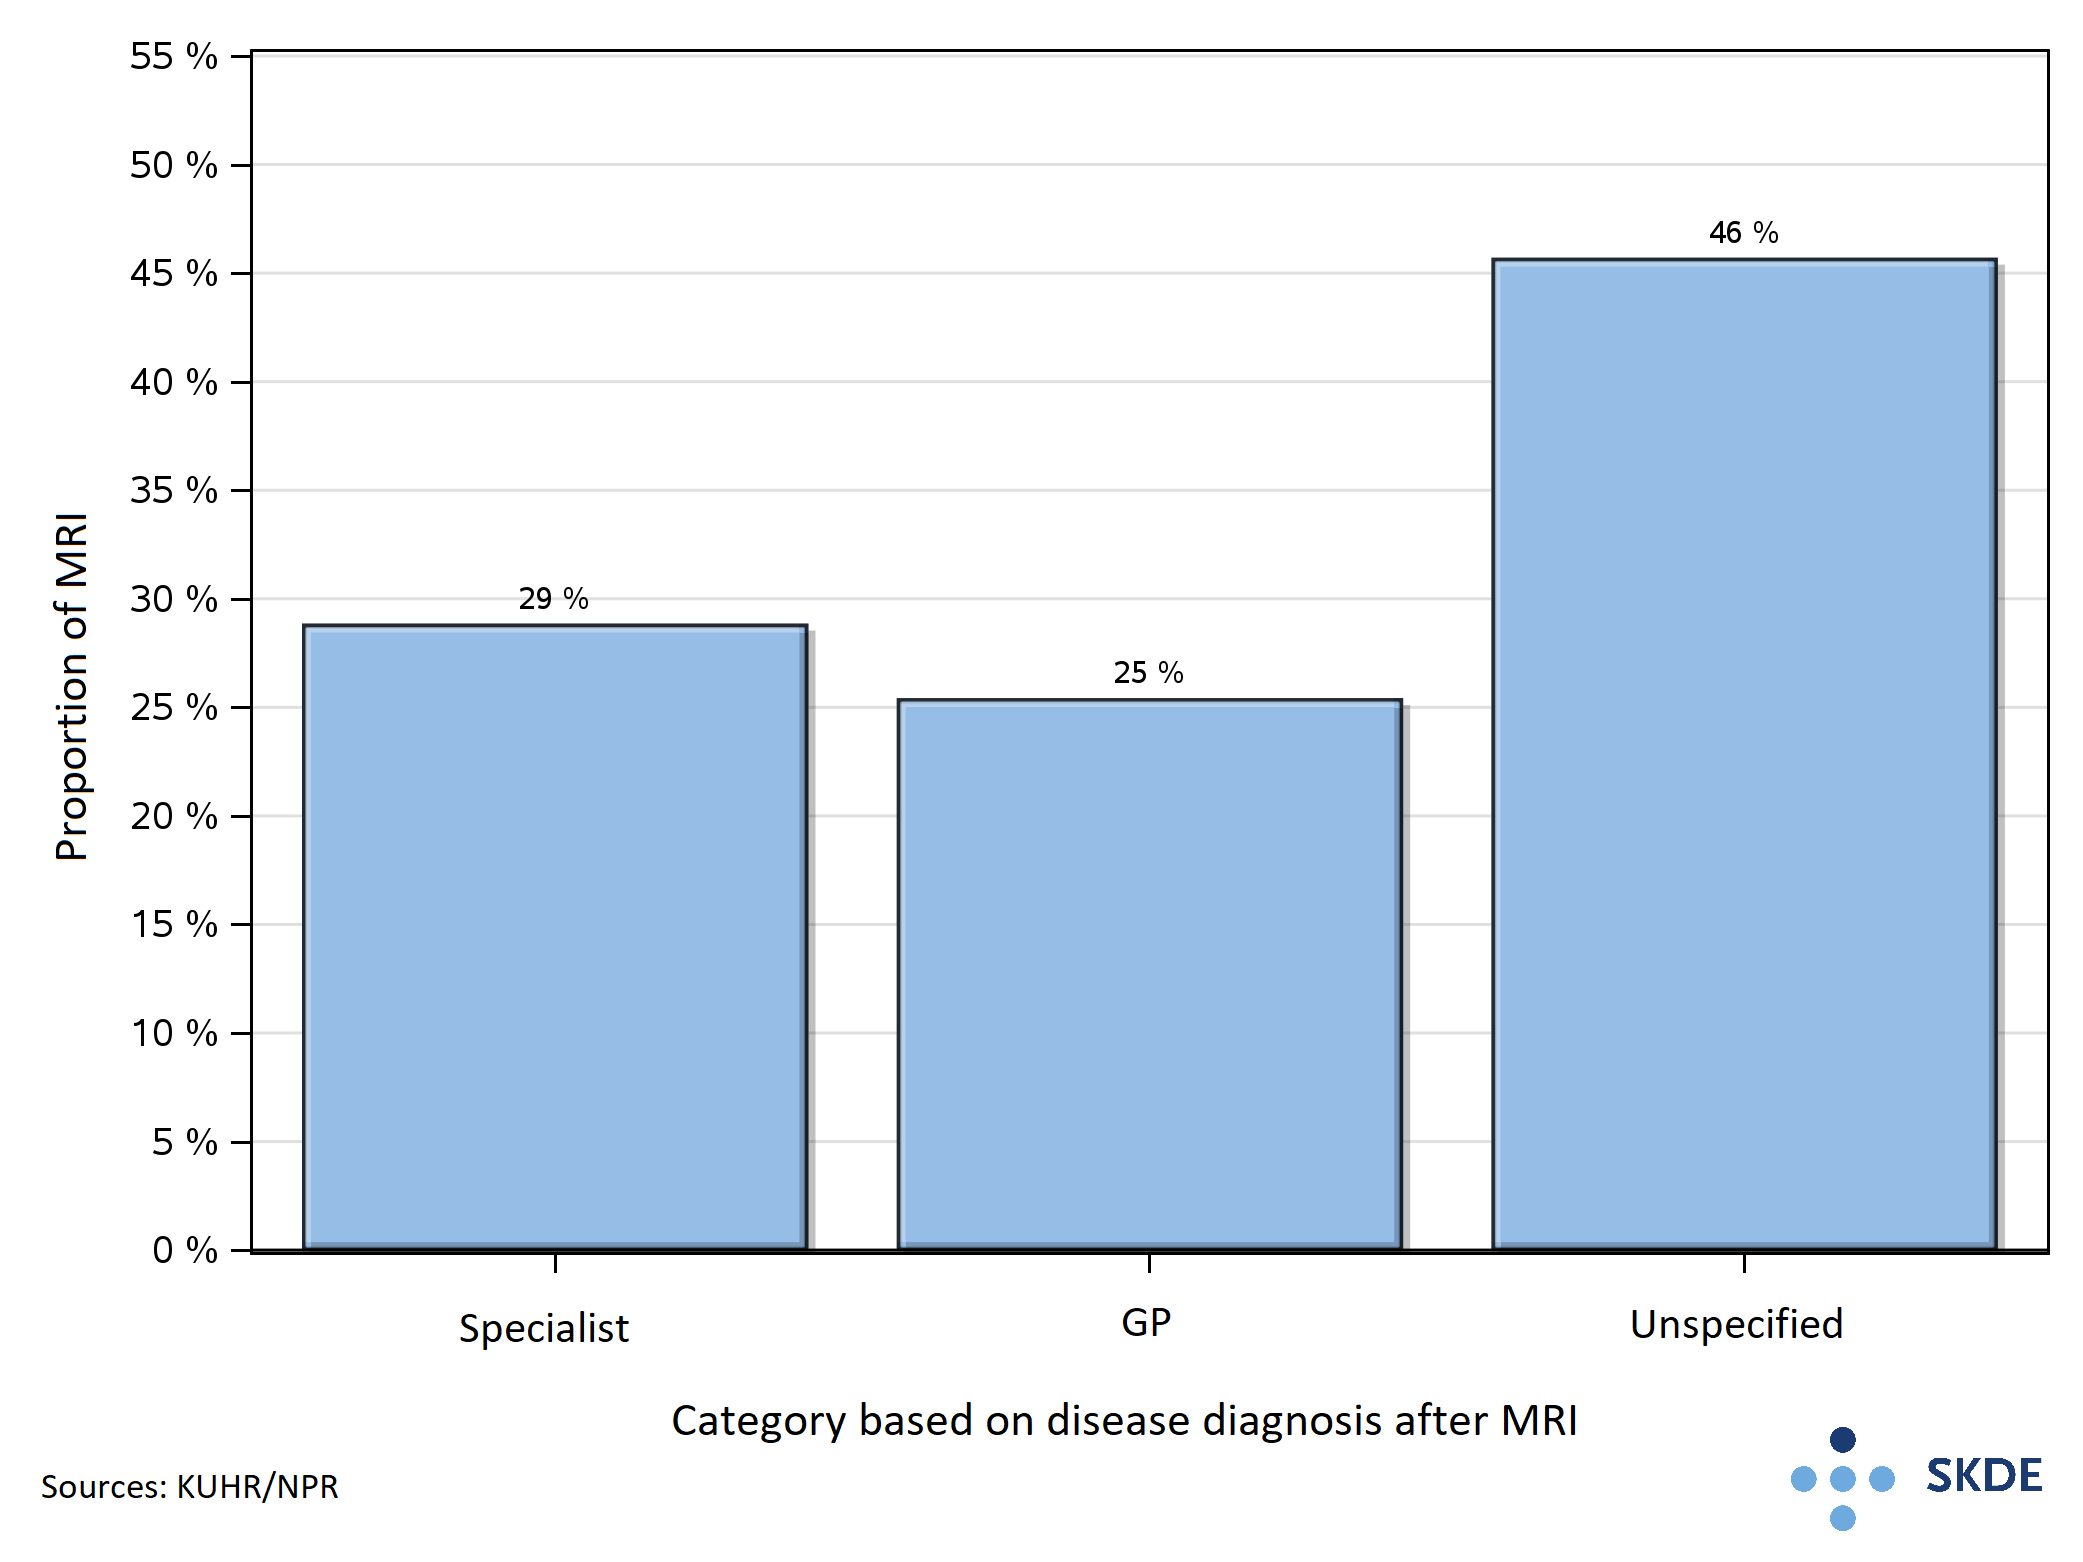 55 %
50 %
45 %
40 %
35 %
30 %
25 %
20 %
15 %
10 %
5 %
0 %
Proportion of MRI
29 %
25 %
46 %
Specialist
GP
Unspecified
Category based on disease diagnosis after MRI
Sources: KUHR/NPR
SKDE